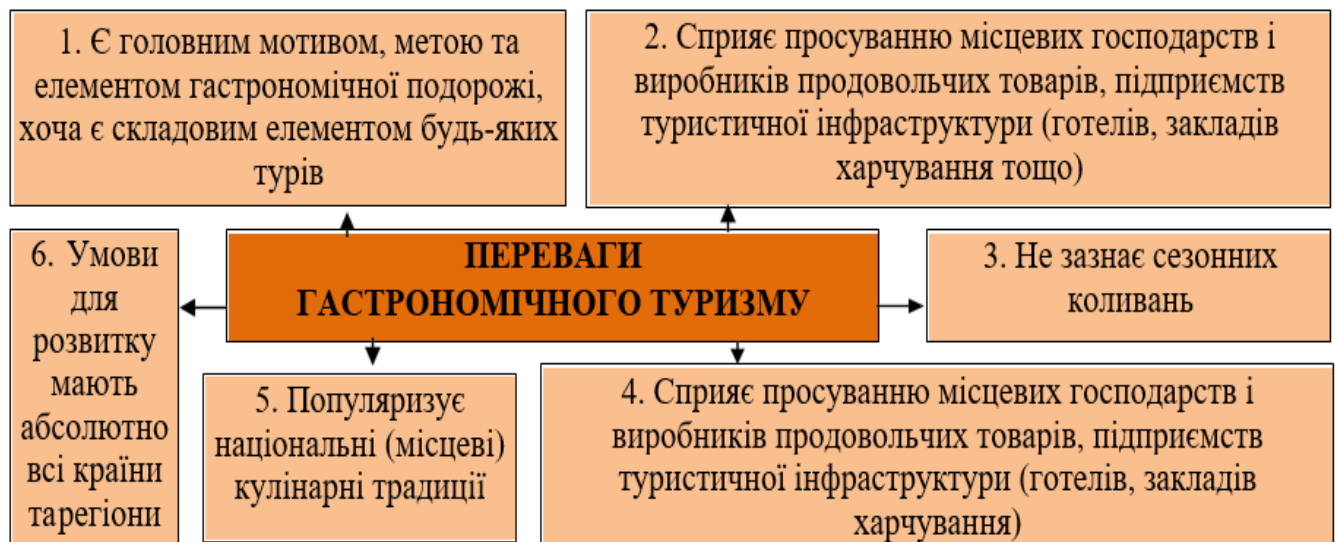 1. Є головним мотивом, метою та
елементом гастрономічної подорожі,
хоча є складовим елементом будь-яких
турів
2. Сприяє просуванню місцевих господарств і
виробників продовольчих товарів, підприємств
туристичної інфраструктури (готелів, закладів
харчування тощо)
ПЕРЕВАГИ
ГАСТРОНОМІЧНОГО ТУРИЗМУ
3. Не зазнає сезонних
коливань
4. Сприяє просуванню місцевих господарств і
виробників продовольчих товарів, підприємств
туристичної інфраструктури (готелів, закладів
харчування)
5. Популяризує
національні (місцеві)
кулінарні традиції
6. Умови
для
розвитку
мають
абсолютно
всі країни
тарегіони